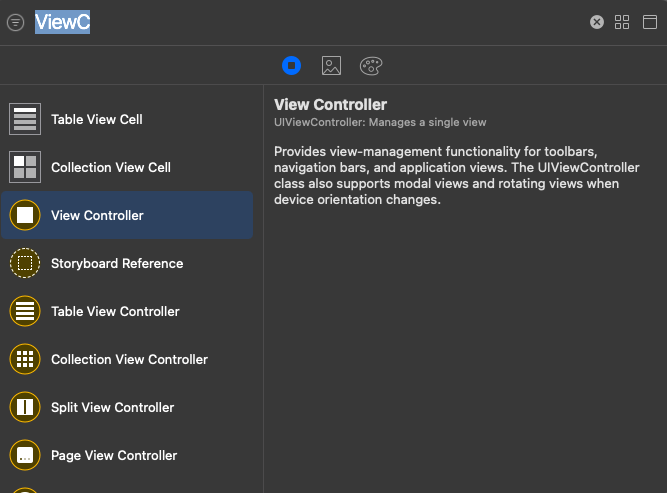 ViewC
Table View Cell
Collection View Cell
View Controller
Storyboard Reference
Table View Controller
Collection View Controller
Split View Controller
Page View Controller
View Controller
UIViewController: Manages a single view
Provides view-management functionality for toolbars,
navigation bars, and application views. The UIViewController
class also supports modal views and rotating views when
device orientation changes.